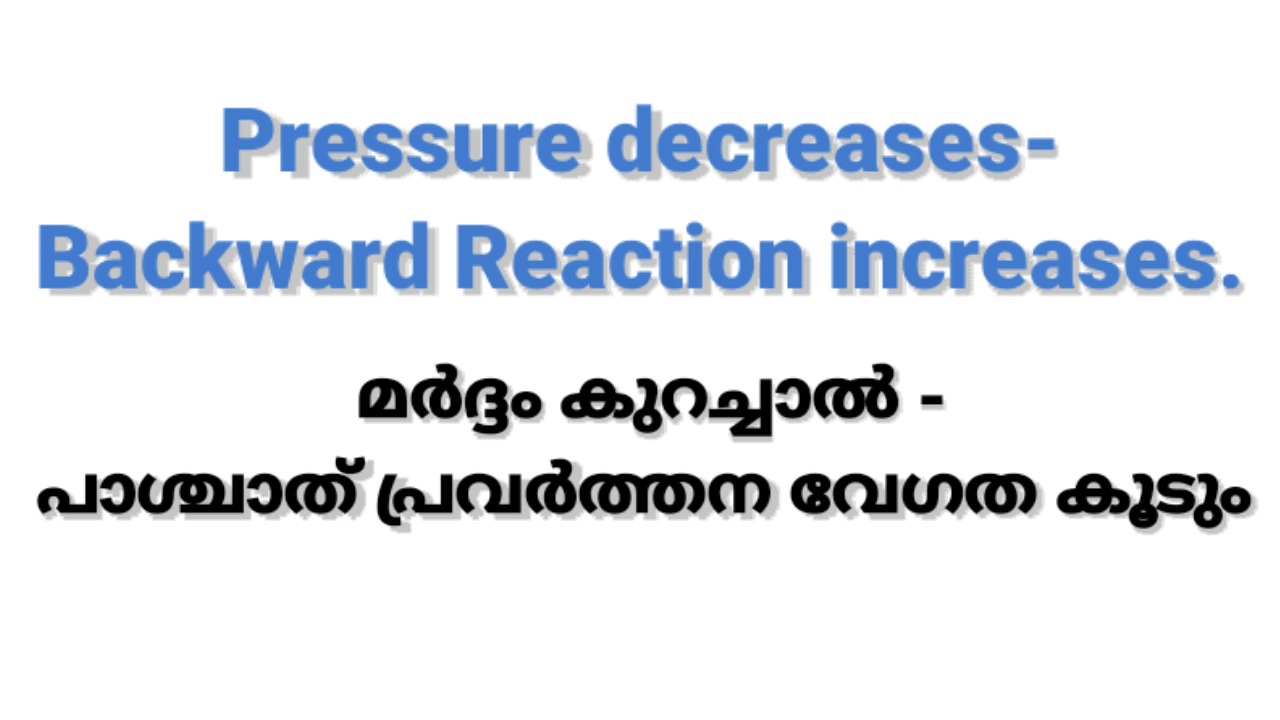 Pressure decreases-
Backward Reaction increases.
മർദ്ദം കുറച്ചാൽ -
പാശ്ചാത് പ്രവർത്തന വേഗത കൂടും